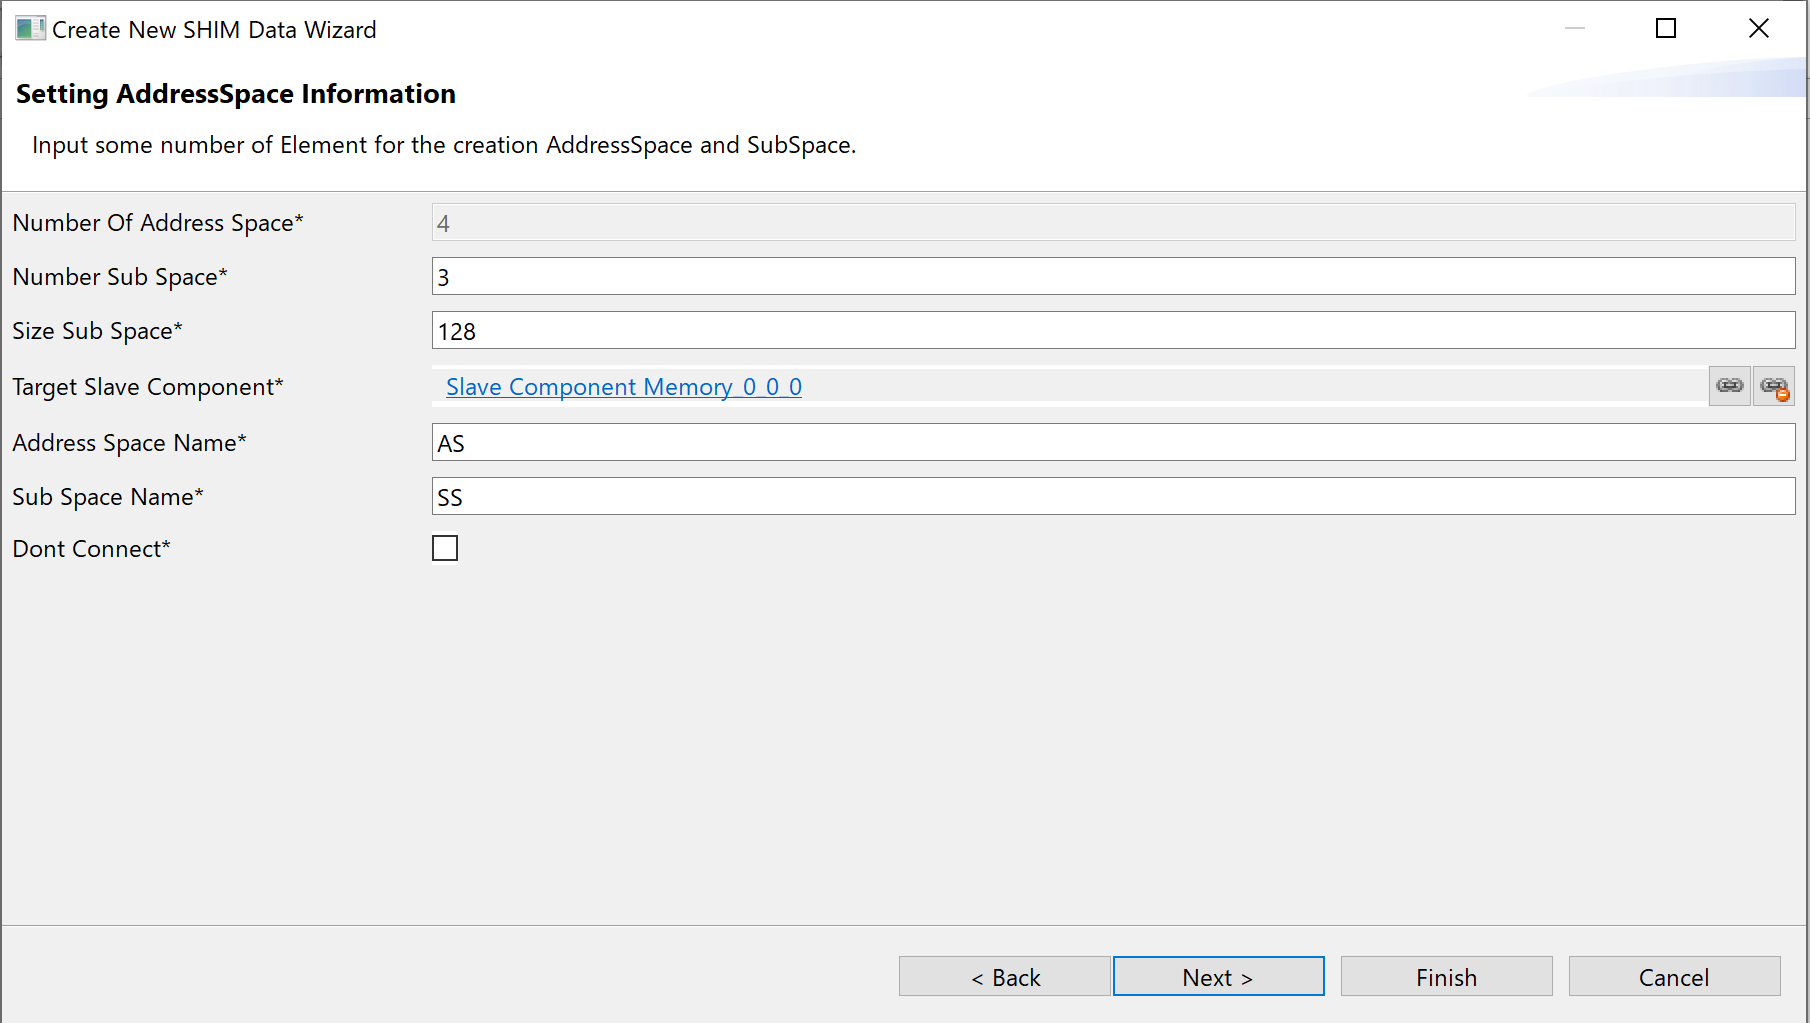 Create New SHIM Data Wizard
Setting AddressSpace Information
Input some number of Element for the creation AddressSpace and SubSpace.
Number Of Address Space* 4
Number Sub Space* 3
Size Sub Space* 128
Target Slave Component* Slave Component Memory_0_0_0
Address Space Name* AS
Sub Space Name* SS
Dont Connect*
< Back Next > Finish Cancel